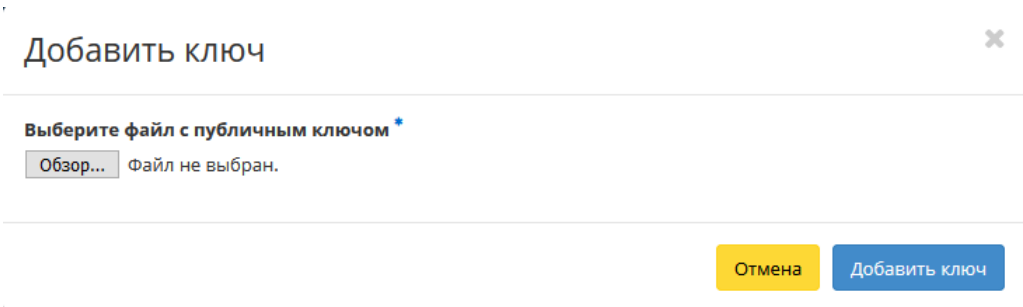 Добавить ключ
Выберите файл с публичным ключом *
Обзор... Файл не выбран.
Отмена Добавить ключ